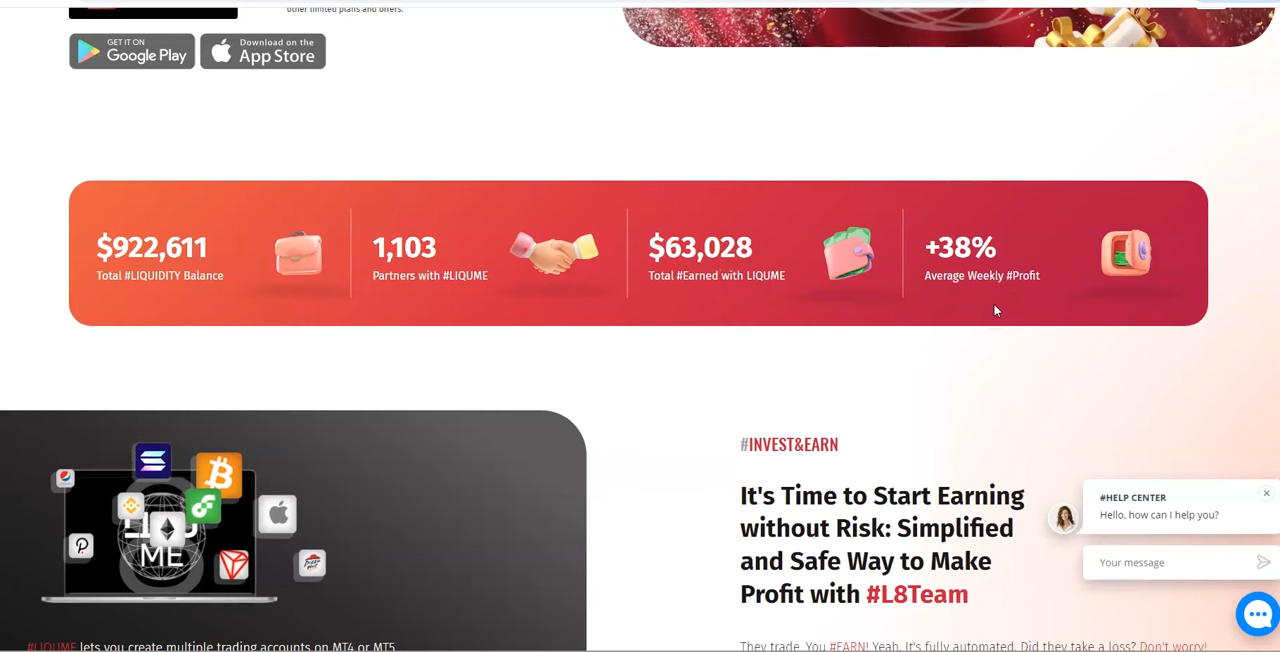 other limited plans and offers.
GET IT ON
Google Play
Download on the
App Store
$922,611
Total #LIQUIDITY Balance
1,103
Partners with #LIQUME
$63,028
Total #Earned with LIQUME
+38%
Average Weekly #Profit
#INVEST&EARN
It's Time to Start Earning
without Risk: Simplified
and Safe Way to Make
Profit with #L8Team
#HELP CENTER
Hello, how can I help you?
Your message
ME
#LIQUME lets you create multiple trading accounts on MT4 or MT5
They trade. You #EARN! Yeah. It's fully automated. Did they take a loss? Don't worry!